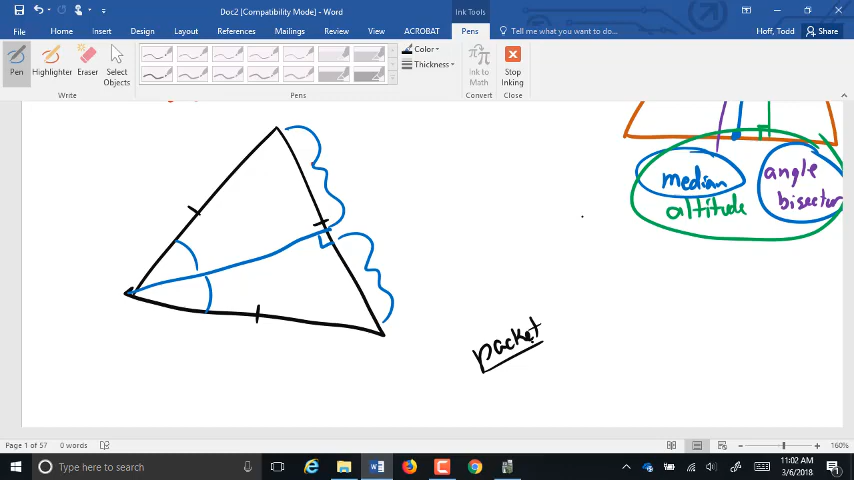 Doc2 [Compatibility Mode] - Word
Ink Tools
Hoff, Todd
File
Home
Insert
Design
Layout
References
Mailings
Review
View
ACROBAT
Pens
Tell me what you want to do...
Share
Pen
Highlighter
Eraser
Select Objects
Color
Thickness
Ink to Math
Stop Inking
Write
Pens
Convert
Close
median
altitude
angle
bisector
packet
Page 1 of 57
0 words
160%
Type here to search
11:02 AM
3/6/2018